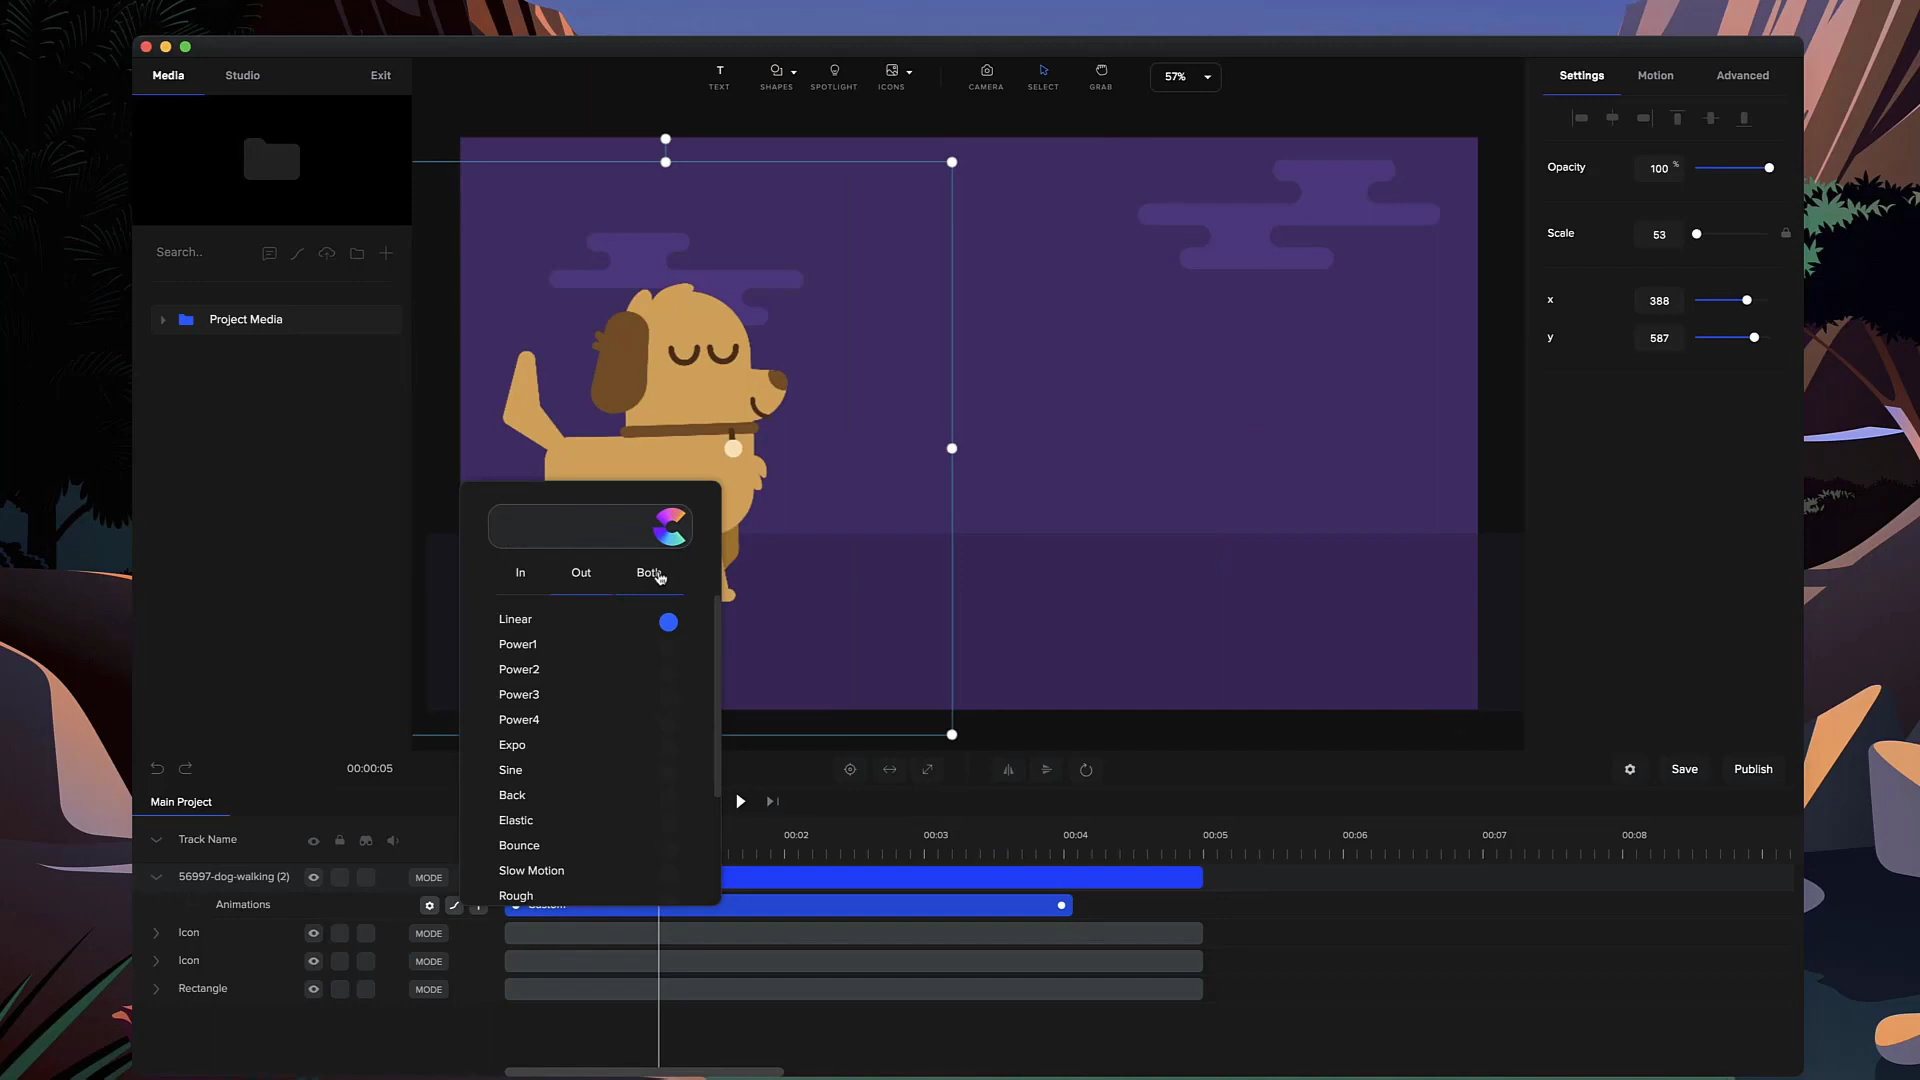 Media Studio Exit
TEXT SHAPES SPOTLIGHT ICONS CAMERA SELECT GRAB 57%
Settings Motion Advanced
Search..
Project Media
Opacity 100 %
Scale 53
x 388
y 587
In Out Both
Linear
Power1
Power2
Power3
Power4
Expo
Sine
Back
Elastic
Bounce
Slow Motion
Rough
00:00:05
Save Publish
Main Project
Track Name
00:02 00:03 00:04 00:05 00:06 00:07 00:08
56997-dog-walking (2) MODE
Animations Custom
Icon MODE
Icon MODE
Rectangle MODE